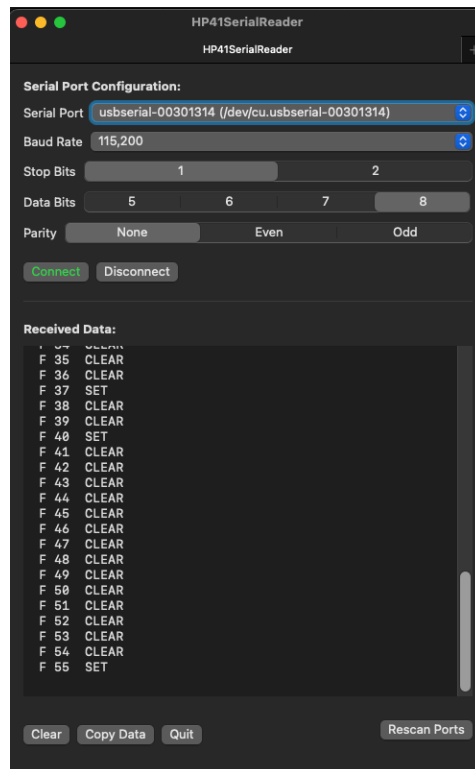 HP41SerialReader
HP41SerialReader
+
Serial Port Configuration:
Serial Port usbserial-00301314 (/dev/cu.usbserial-00301314)
Baud Rate 115,200
Stop Bits 1 2
Data Bits 5 6 7 8
Parity None Even Odd
Connect Disconnect
Received Data:
F 34 CLEAR
F 35 CLEAR
F 36 CLEAR
F 37 SET
F 38 CLEAR
F 39 CLEAR
F 40 SET
F 41 CLEAR
F 42 CLEAR
F 43 CLEAR
F 44 CLEAR
F 45 CLEAR
F 46 CLEAR
F 47 CLEAR
F 48 CLEAR
F 49 CLEAR
F 50 CLEAR
F 51 CLEAR
F 52 CLEAR
F 53 CLEAR
F 54 CLEAR
F 55 SET
Clear Copy Data Quit Rescan Ports